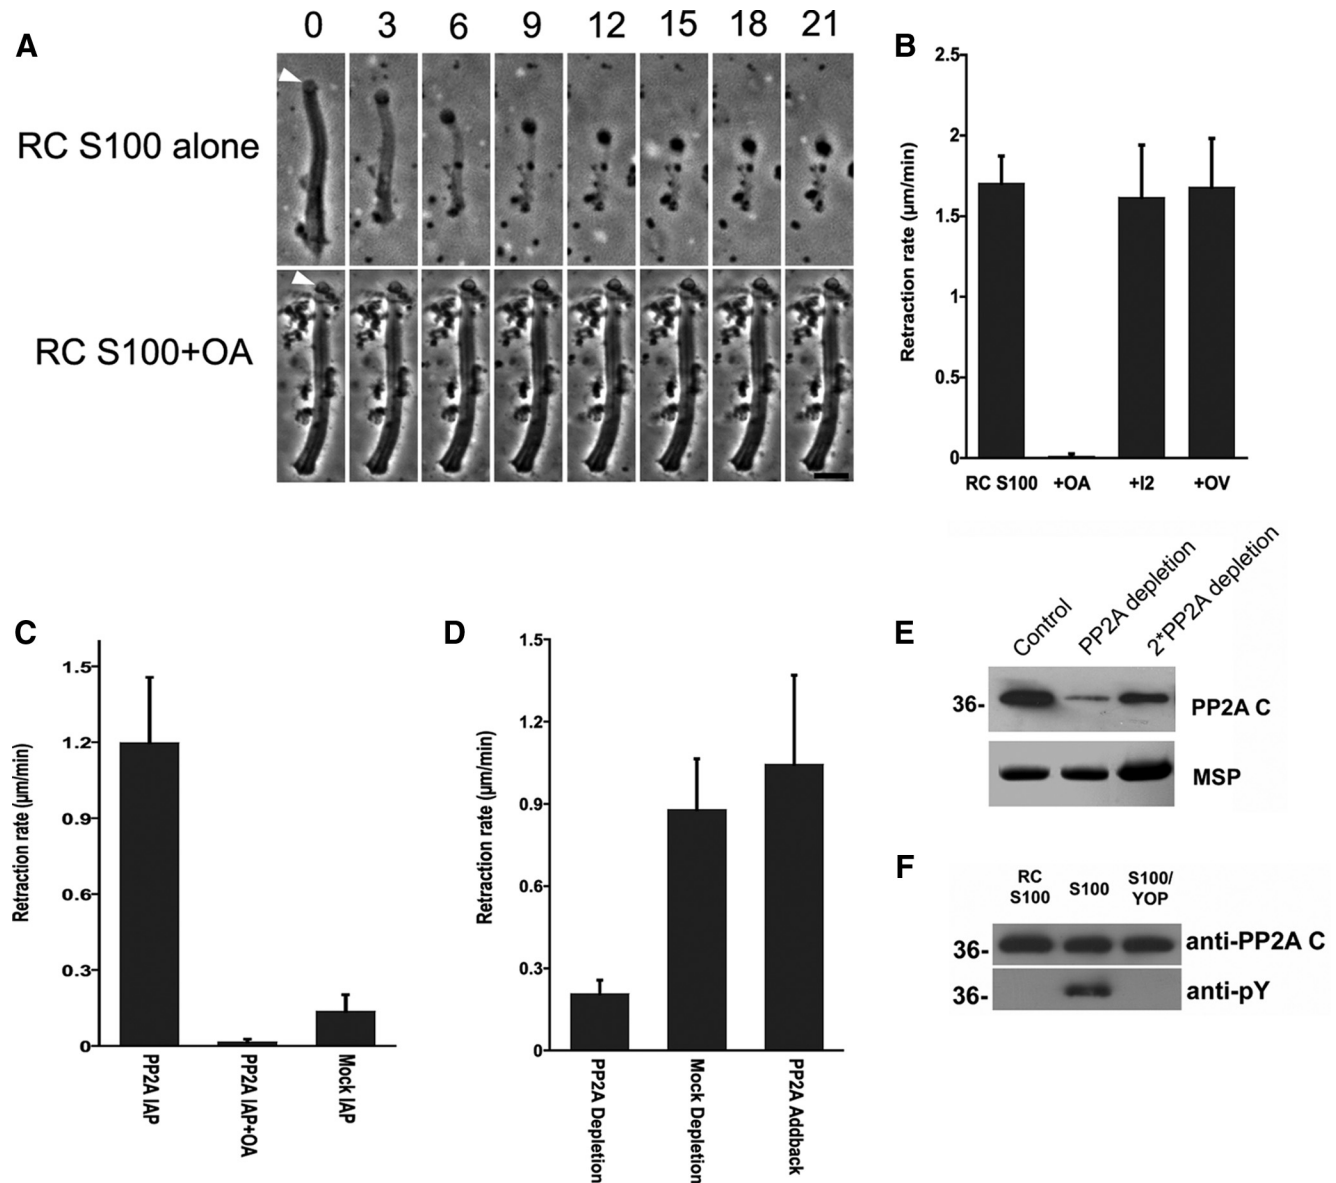 A
0 3 6 9 12 15 18 21
RC S100 alone
RC S100+OA
B
Retraction rate (µm/min)
2.5
2
1.5
1
0.5
0
RC S100 +OA +I2 +OV
C
Retraction rate (µm/min)
1.5
1.2
0.9
0.6
0.3
0
PP2A IAP
PP2A IAP+OA
Mock IAP
D
Retraction rate (µm/min)
1.5
1.2
0.9
0.6
0.3
0
PP2A Depletion
Mock Depletion
PP2A Addback
E
Control
PP2A depletion
2*PP2A depletion
36-
PP2A C
MSP
F
RC
S100
S100
S100/
YOP
36-
anti-PP2A C
36-
anti-pY